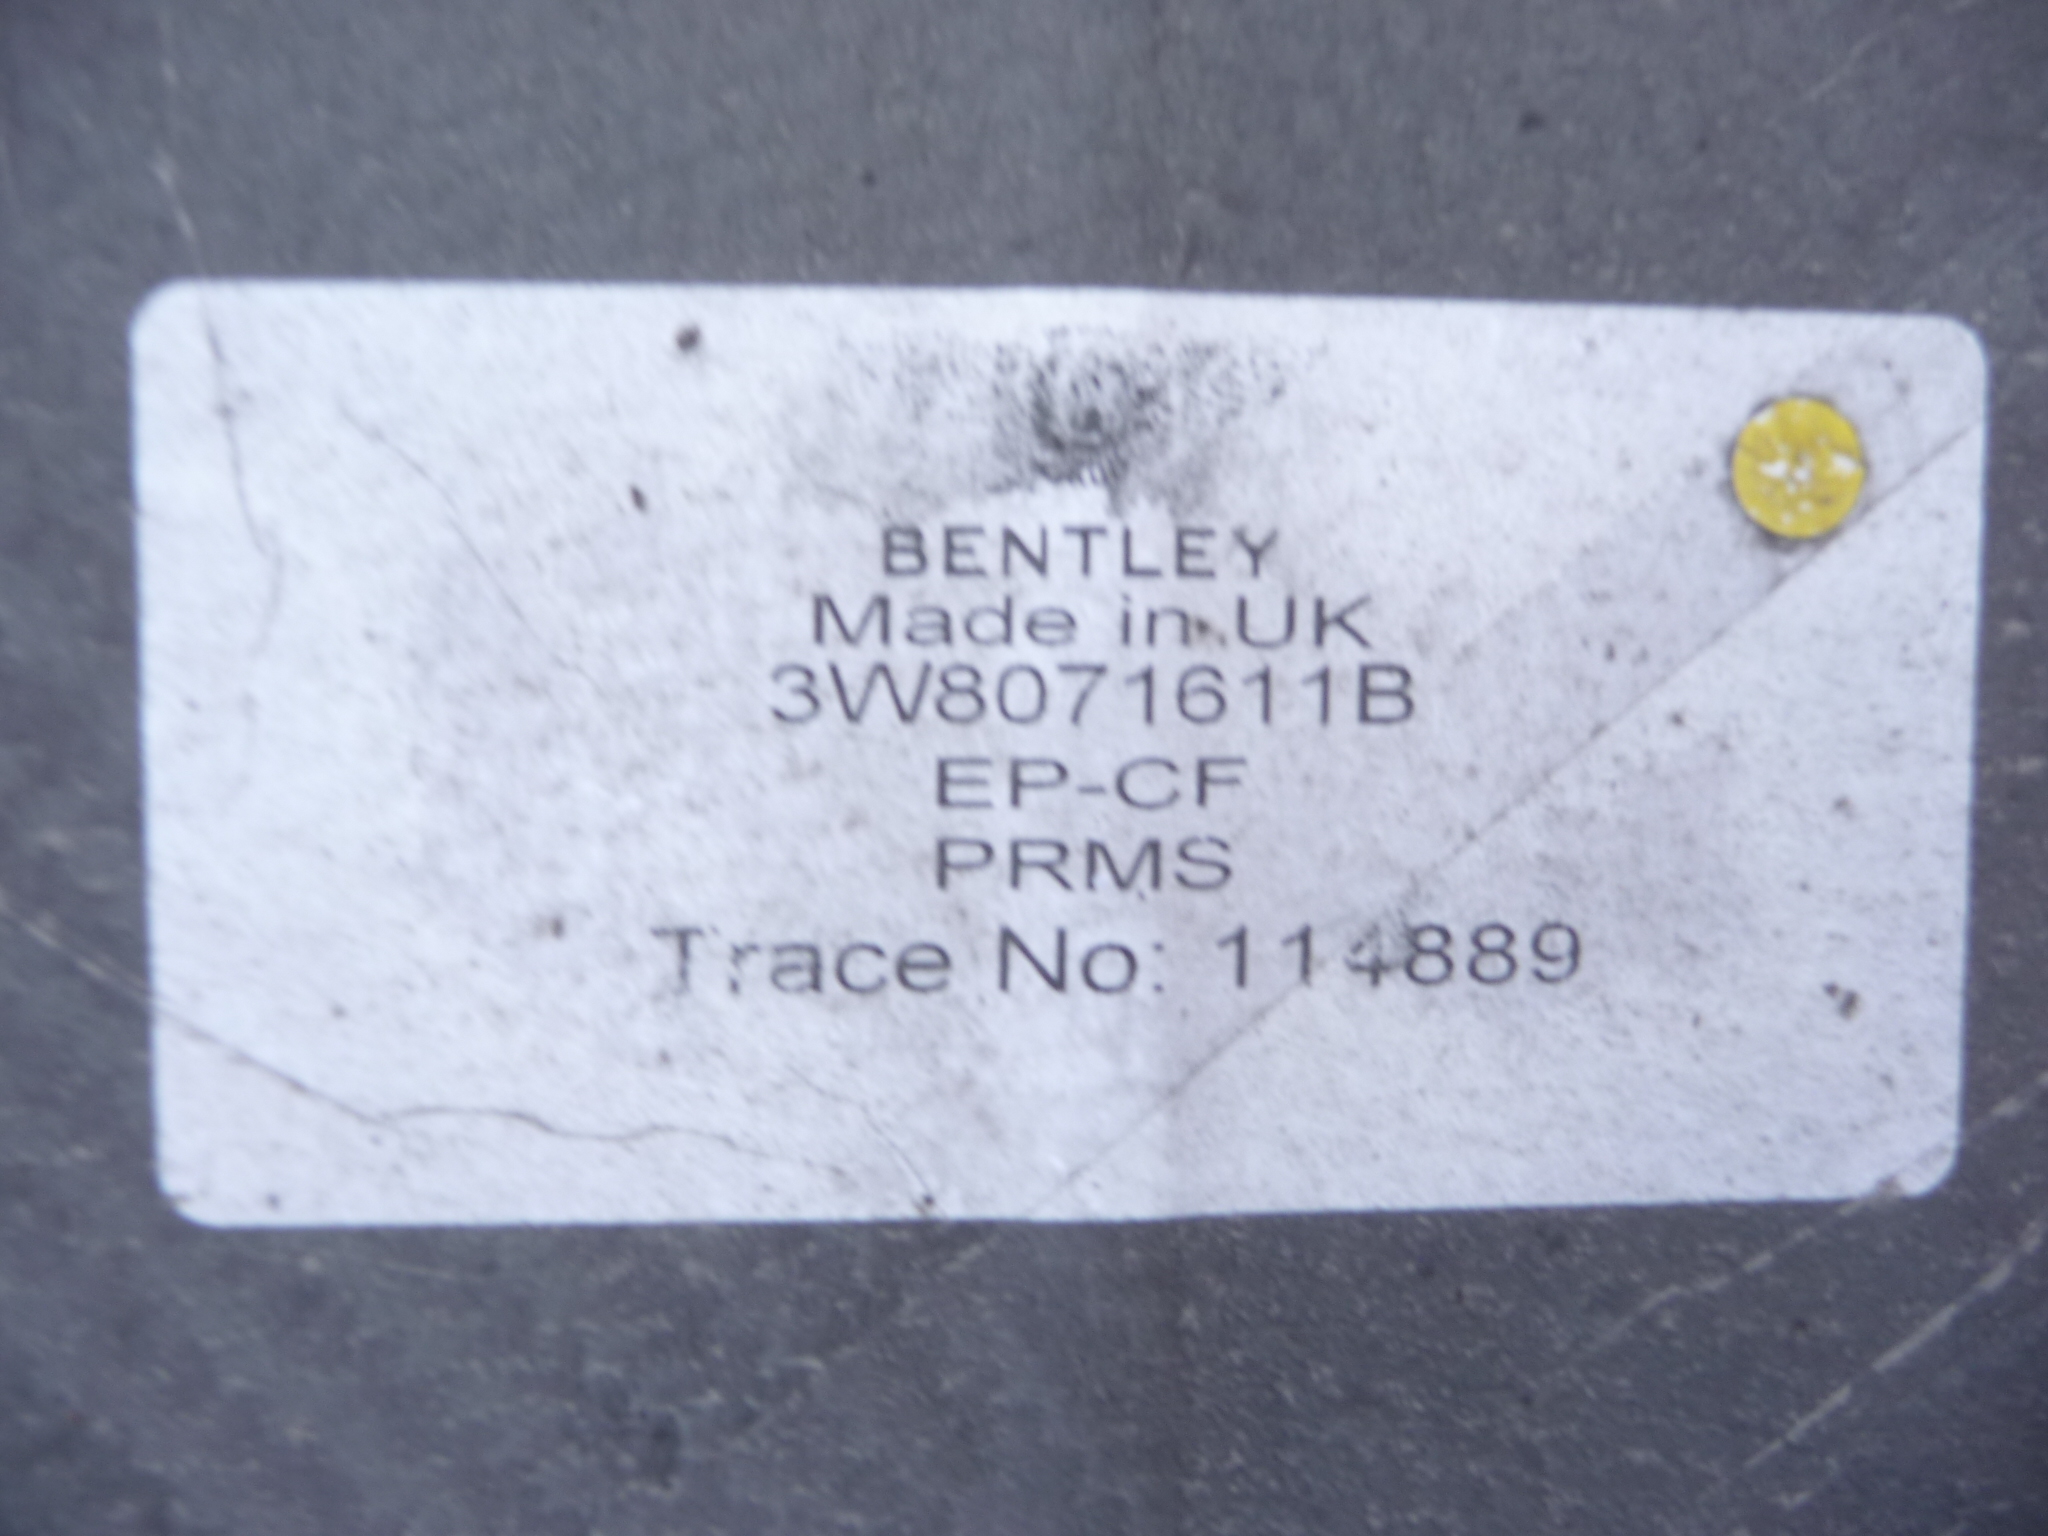 BENTLEY
Made in UK
3W8071611B
EP-CF
PRMS
Trace No: 114889